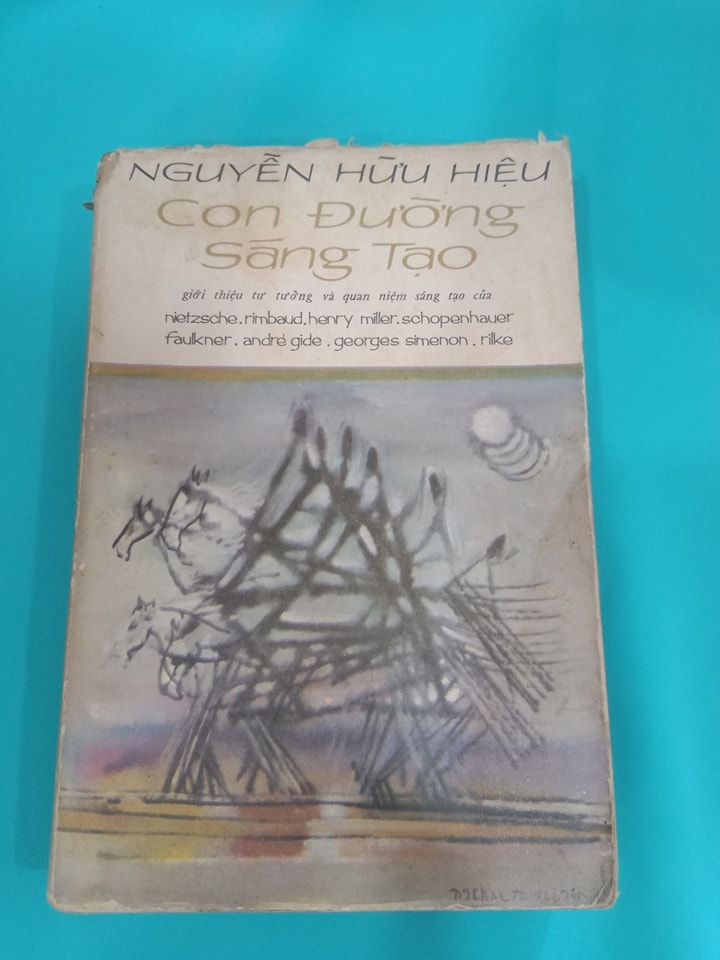 NGUYỄN HỮU HIỆU
Con Đường
Sáng Tạo
giới thiệu tư tưởng và quan niệm sáng tạo của
nietzsche.rimbaud.henry miller.schopenhauer
faulkner.andré gide.georges simenon.rilke